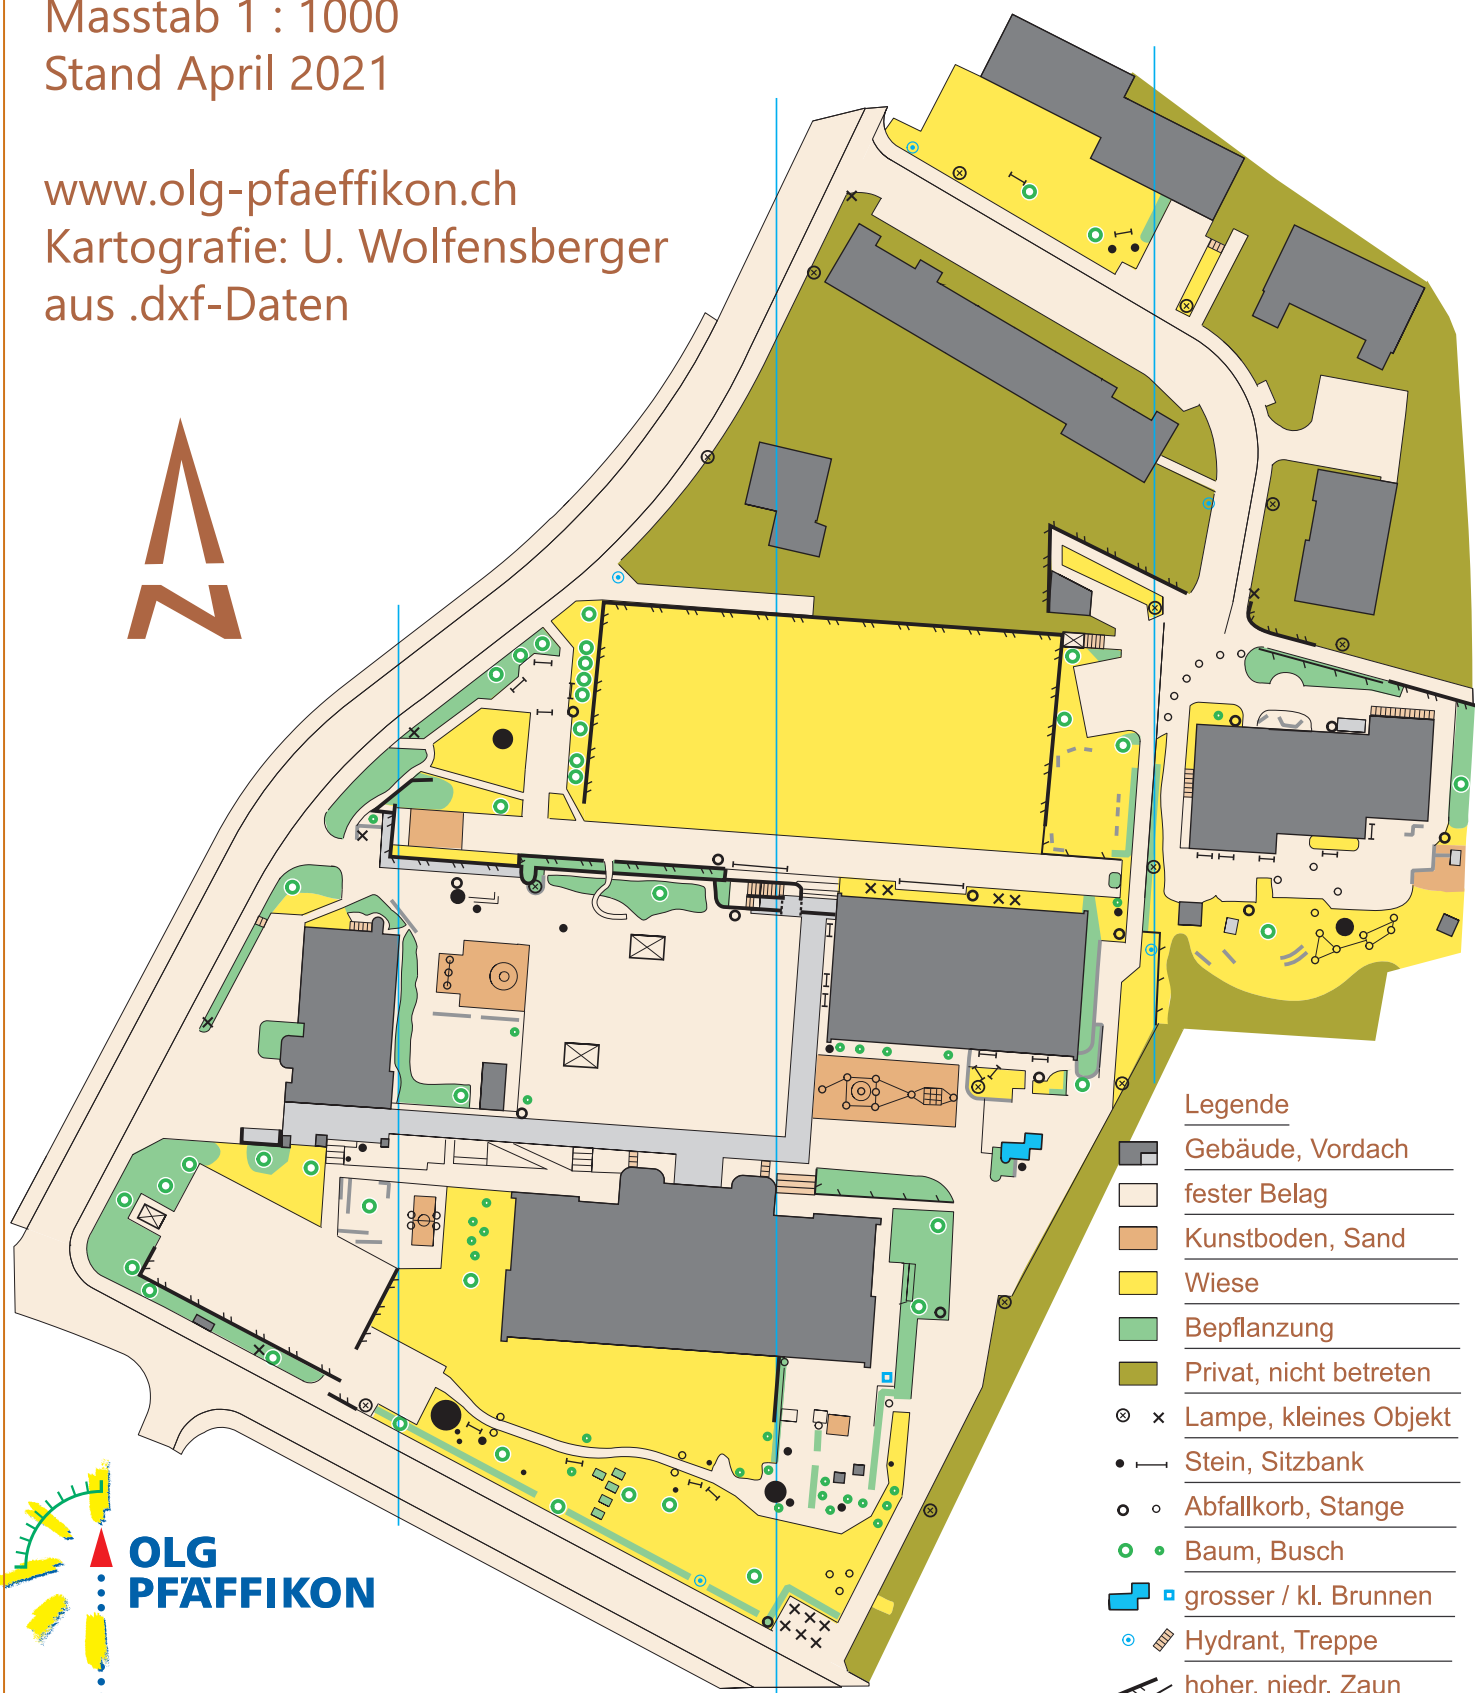 Masstab 1 : 1000
Stand April 2021
www.olg-pfaeffikon.ch
Kartografie: U. Wolfensberger
aus .dxf-Daten
N
Legende
Gebäude, Vordach
fester Belag
Kunstboden, Sand
Wiese
Bepflanzung
Privat, nicht betreten
Lampe, kleines Objekt
Stein, Sitzbank
Abfallkorb, Stange
Baum, Busch
grosser / kl. Brunnen
Hydrant, Treppe
hoher, niedr. Zaun
OLG
PFÄFFIKON